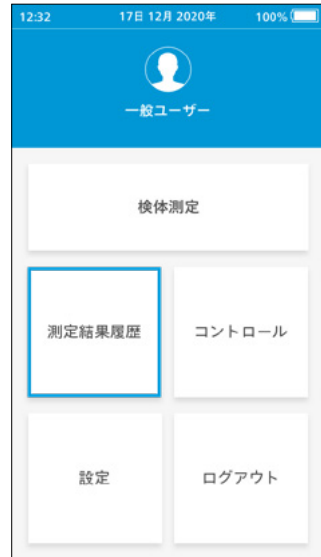 12:32 17日 12月 2020年 100%
一般ユーザー
検体測定
測定結果履歴 コントロール
設定 ログアウト